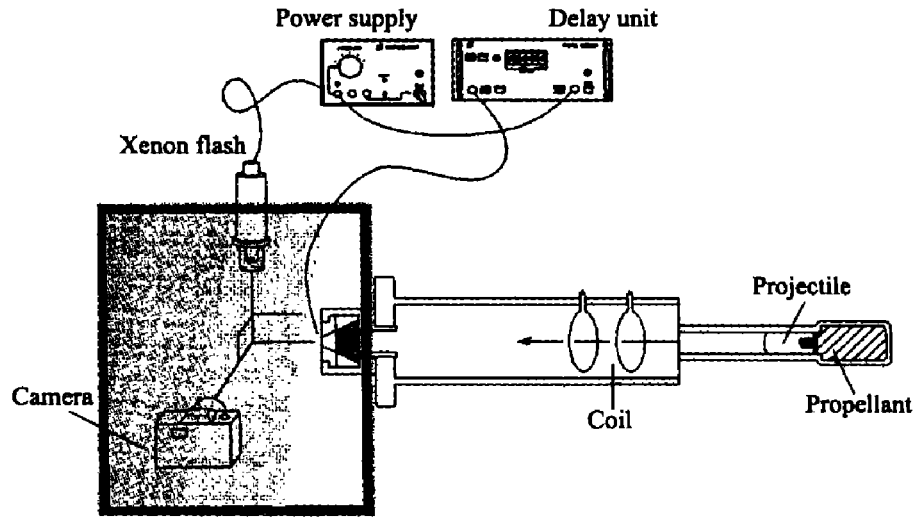 Power supply
Delay unit
Xenon flash
Projectile
Camera
Coil
Propellant